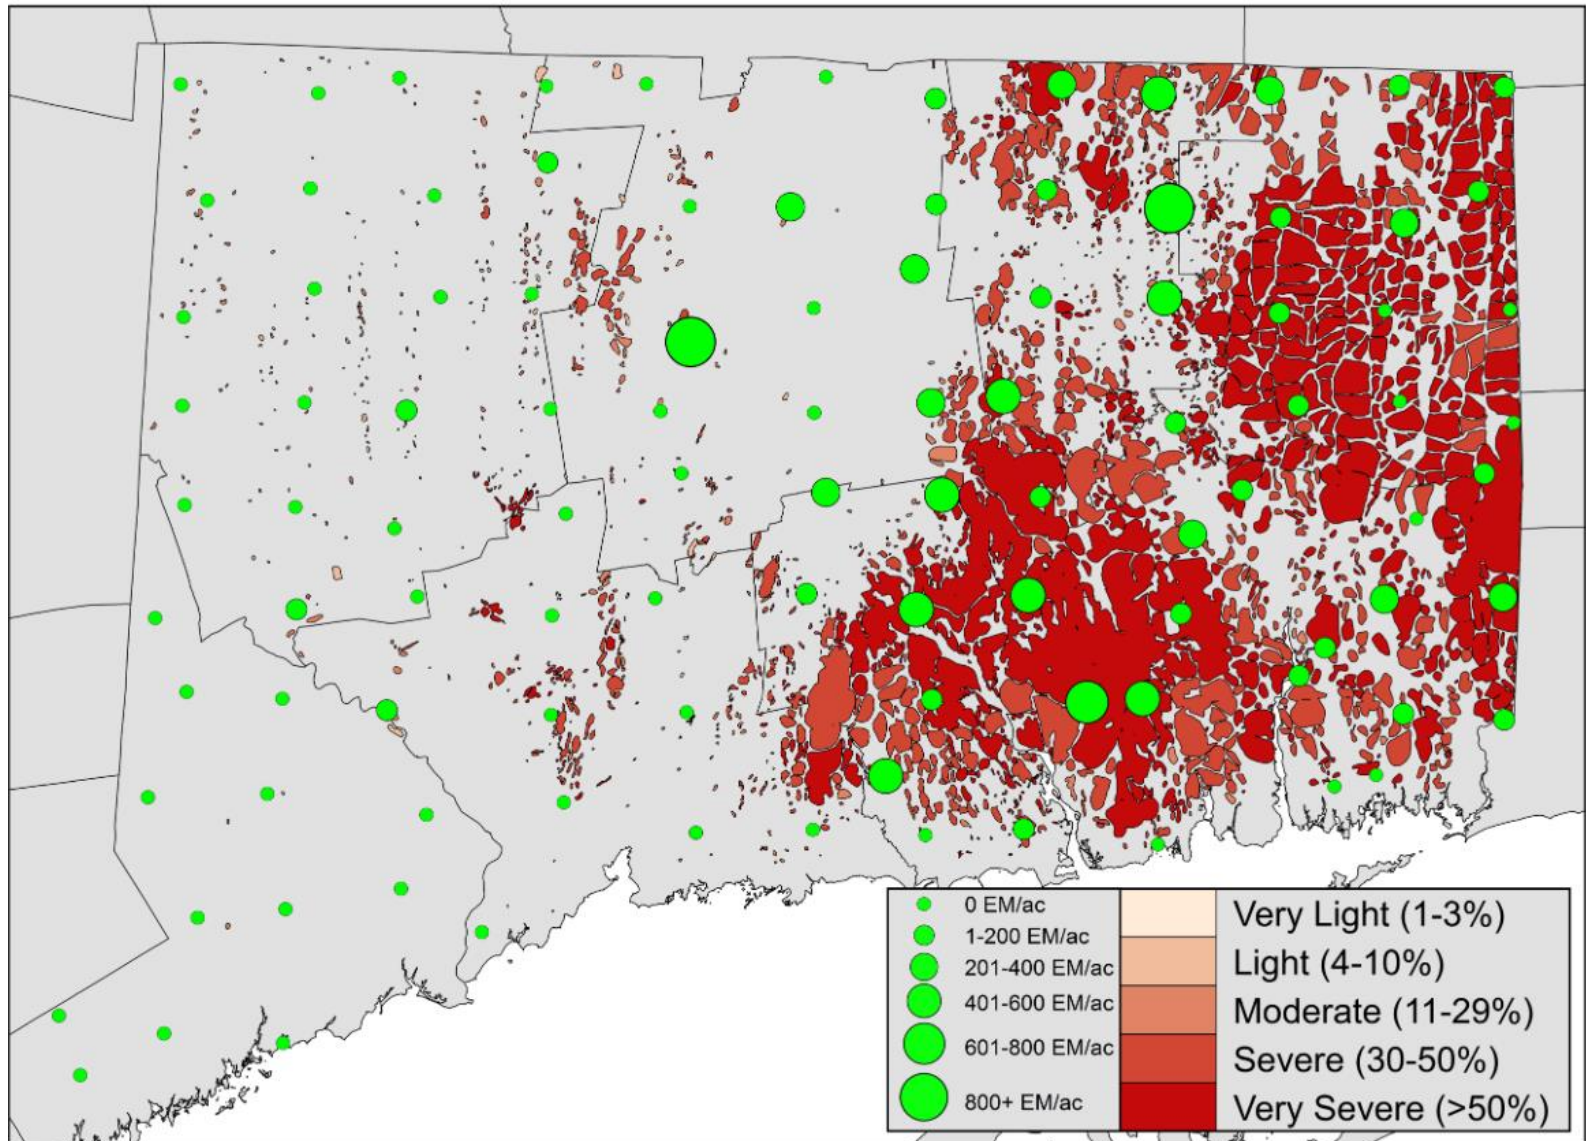 0 EM/ac
1-200 EM/ac
201-400 EM/ac
401-600 EM/ac
601-800 EM/ac
800+ EM/ac
Very Light (1-3%)
Light (4-10%)
Moderate (11-29%)
Severe (30-50%)
Very Severe (>50%)